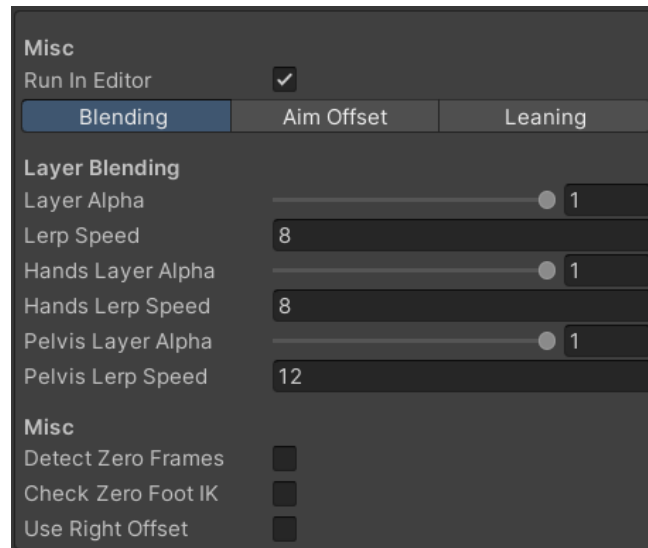 Misc
Run In Editor
Blending Aim Offset Leaning
Layer Blending
Layer Alpha 1
Lerp Speed 8
Hands Layer Alpha 1
Hands Lerp Speed 8
Pelvis Layer Alpha 1
Pelvis Lerp Speed 12
Misc
Detect Zero Frames
Check Zero Foot IK
Use Right Offset